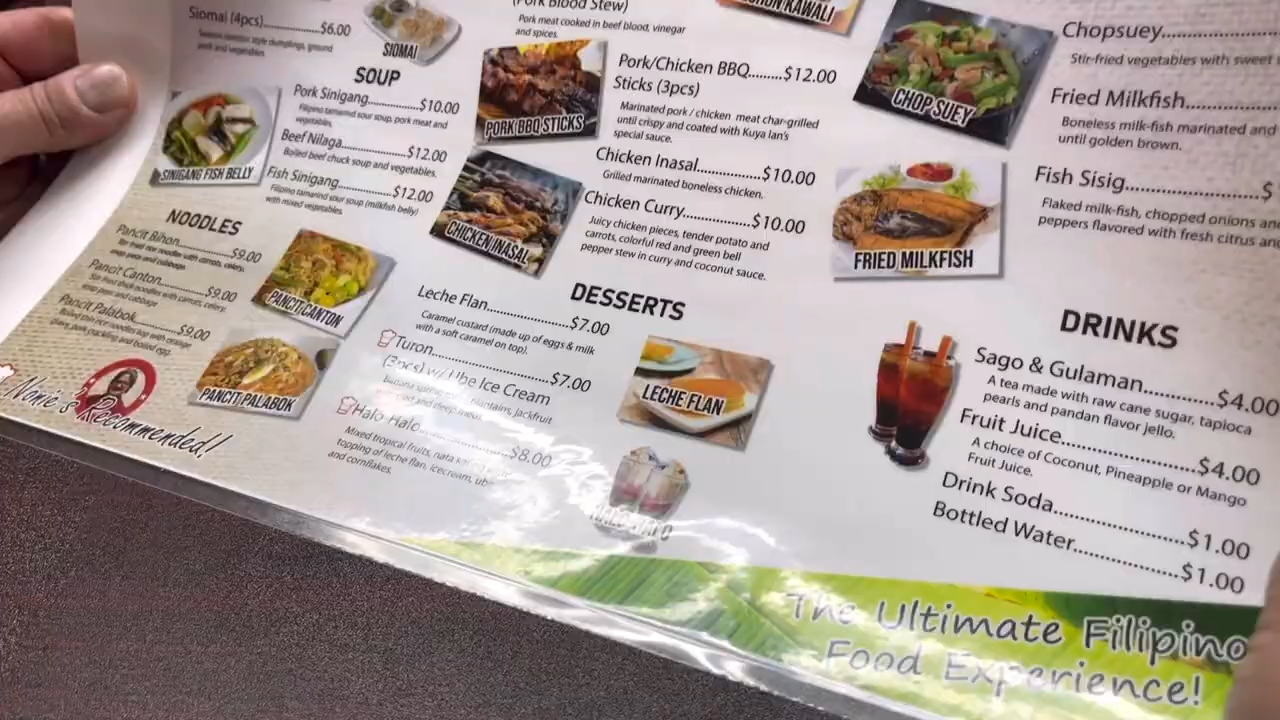 Siomai (4pcs)......$6.00
SIOMAI
SOUP
Pork Sinigang............$10.00
Filipino tamarind sour soup, pork meat and
vegetables.
Beef Nilaga..............$12.00
Boiled beef chuck soup and vegetables.
Fish Sinigang............$12.00
Filipino tamarind sour soup (milkfish belly)
with mixed vegetables.
SINIGANG FISH BELLY
NOODLES
Pancit Bihon............$9.00
Pancit Canton..........$9.00
Pancit Palabok.........$9.00
PANCIT CANTON
PANCIT PALABOK
Nonie's Recommended!
(Pork Blood Stew)
Pork meat cooked in beef blood, vinegar
and spices.
KAWALI
PORK BBQ STICKS
Pork/Chicken BBQ........$12.00
Sticks (3pcs)
Marinated pork / chicken meat char-grilled
until crispy and coated with Kuya Ian's
special sauce.
Chicken Inasal..............$10.00
Grilled marinated boneless chicken.
Chicken Curry................$10.00
Juicy chicken pieces, tender potato and
carrots, colorful red and green bell
pepper stew in curry and coconut sauce.
CHICKEN INASAL
DESSERTS
Leche Flan..................$7.00
Caramel custard (made up of eggs & milk
with a soft caramel on top).
Turon........................$7.00
(3pcs) w/ Ube Ice Cream
Halo Halo...................$8.00
Mixed tropical fruits, nata
topping of leche flan, icecream,
and cornflakes.
LECHE FLAN
CHOP SUEY
FRIED MILKFISH
Chopsuey
Stir-fried vegetables with sweet
Fried Milkfish
Boneless milk-fish marinated and
until golden brown.
Fish Sisig....................$
Flaked milk-fish, chopped onions
peppers flavored with fresh citrus
DRINKS
Sago & Gulaman............$4.00
A tea made with raw cane sugar, tapioca
pearls and pandan flavor jello.
Fruit Juice.......................$4.00
A choice of Coconut, Pineapple or Mango
Fruit Juice.
Drink Soda.......................$1.00
Bottled Water..................$1.00
The Ultimate Filipino
Food Experience!